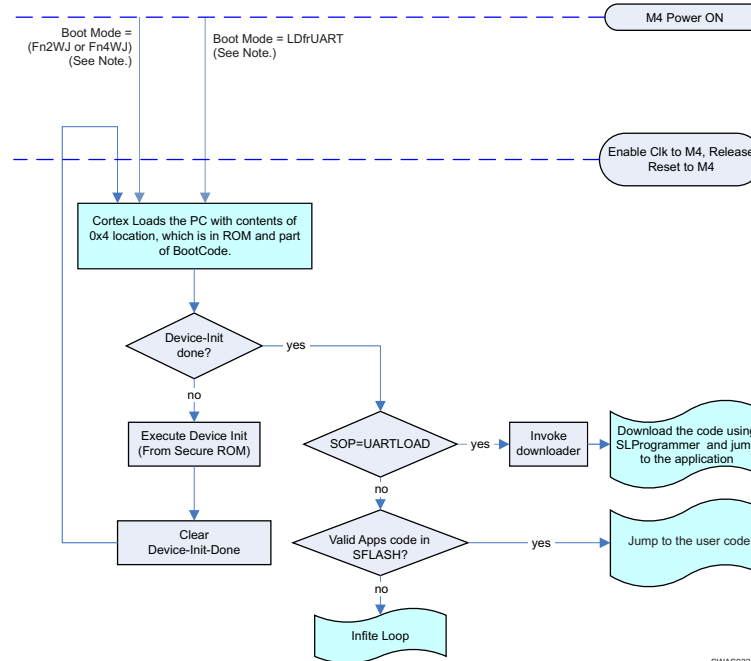 M4 Power ON
Boot Mode =
(Fn2WJ or Fn4WJ)
(See Note.)
Boot Mode = LDfrUART
(See Note.)
Enable Clk to M4, Release
Reset to M4
Cortex Loads the PC with contents of
0x4 location, which is in ROM and part
of BootCode.
Device-Init
done?
yes
no
Execute Device Init
(From Secure ROM)
SOP=UARTLOAD
yes
Invoke
downloader
Download the code using
SLProgrammer and jum
to the application
no
Clear
Device-Init-Done
Valid Apps code in
SFLASH?
yes
Jump to the user code
no
Infite Loop